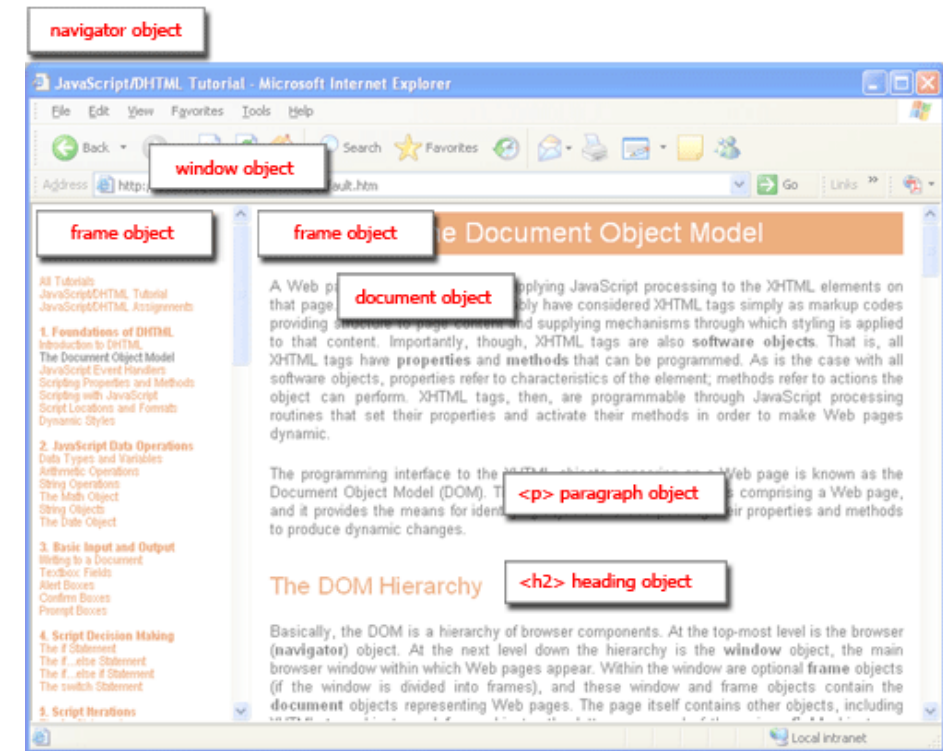 navigator object
JavaScript/DHTML Tutorial - Microsoft Internet Explorer
File Edit View Favorites Tools Help
Back Search Favorites
window object
Address http:/ ault.htm Go Links »
frame object
All Tutorials
JavaScript/DHTML Tutorial
JavaScript/DHTML Assignments
1. Foundations of DHTML
Introduction to DHTML
The Document Object Model
JavaScript Event Handlers
Scripting Properties and Methods
Scripting with JavaScript
Script Locations and Formats
Dynamic Styles
2. JavaScript Data Operations
Data Types and Variables
Arithmetic Operations
String Operations
The Math Object
String Objects
The Date Object
3. Basic Input and Output
Writing to a Document
Textbox Fields
Alert Boxes
Confirm Boxes
Prompt Boxes
4. Script Decision Making
The if Statement
The if...else Statement
The if...else if Statement
The switch Statement
5. Script Iterations
frame object
e Document Object Model
document object
A Web pa pplying JavaScript processing to the XHTML elements on
that page. ably have considered XHTML tags simply as markup codes
providing structure to page content and supplying mechanisms through which styling is applied
to that content. Importantly, though, XHTML tags are also software objects. That is, all
XHTML tags have properties and methods that can be programmed. As is the case with all
software objects, properties refer to characteristics of the element; methods refer to actions the
object can perform. XHTML tags, then, are programmable through JavaScript processing
routines that set their properties and activate their methods in order to make Web pages
dynamic.
The programming interface to the XHTML objects appearing on a Web page is known as the
Document Object Model (DOM). T s comprising a Web page,
and it provides the means for iden eir properties and methods
to produce dynamic changes.
<p> paragraph object
The DOM Hierarchy
<h2> heading object
Basically, the DOM is a hierarchy of browser components. At the top-most level is the browser
(navigator) object. At the next level down the hierarchy is the window object, the main
browser window within which Web pages appear. Within the window are optional frame objects
(if the window is divided into frames), and these window and frame objects contain the
document objects representing Web pages. The page itself contains other objects, including
Local intranet